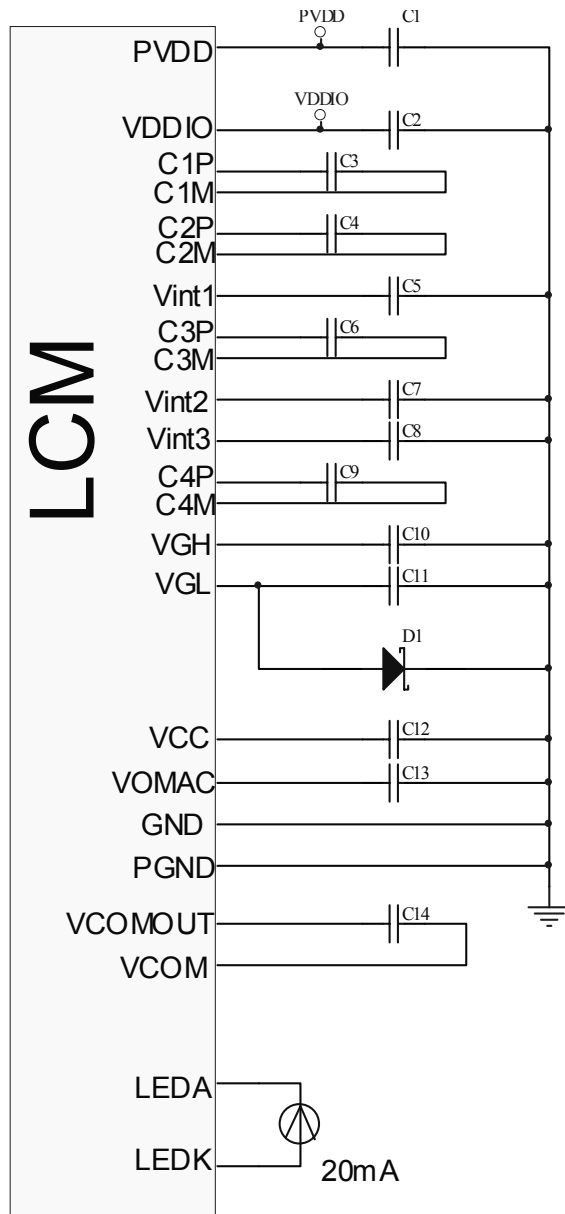 PVDD
C1
PVDD
VDDIO
VDDIO
C2
C1P
C3
C1M
C2P
C4
C2M
Vint1
C5
C3P
C6
C3M
LCM
Vint2
C7
Vint3
C8
C4P
C9
C4M
VGH
C10
VGL
C11
D1
VCC
C12
VOMAC
C13
GND
PGND
VCOMOUT
C14
VCOM
LEDA
LEDK
20mA